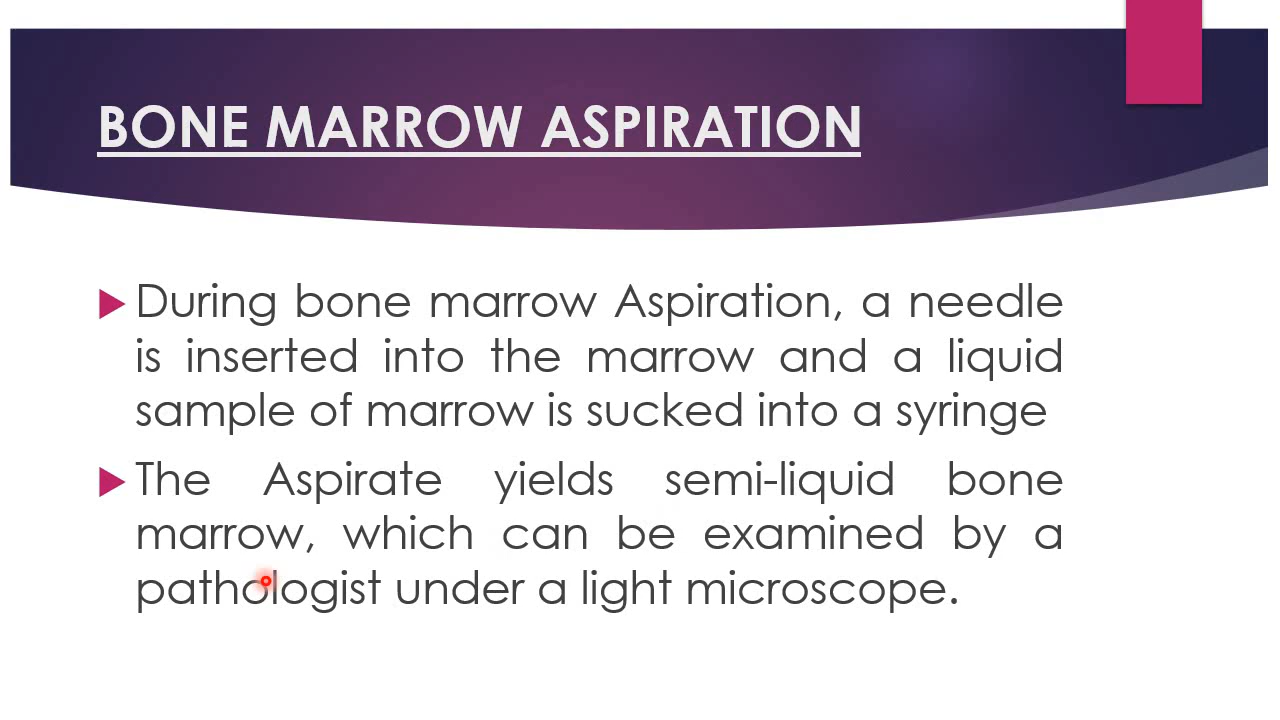 BONE MARROW ASPIRATION
During bone marrow Aspiration, a needle
is inserted into the marrow and a liquid
sample of marrow is sucked into a syringe
The Aspirate yields semi-liquid bone
marrow, which can be examined by a
pathologist under a light microscope.